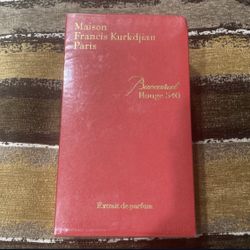 Maison
Francis Kurkdjian
Paris
Baccarat
Rouge 540
Extrait de parfum